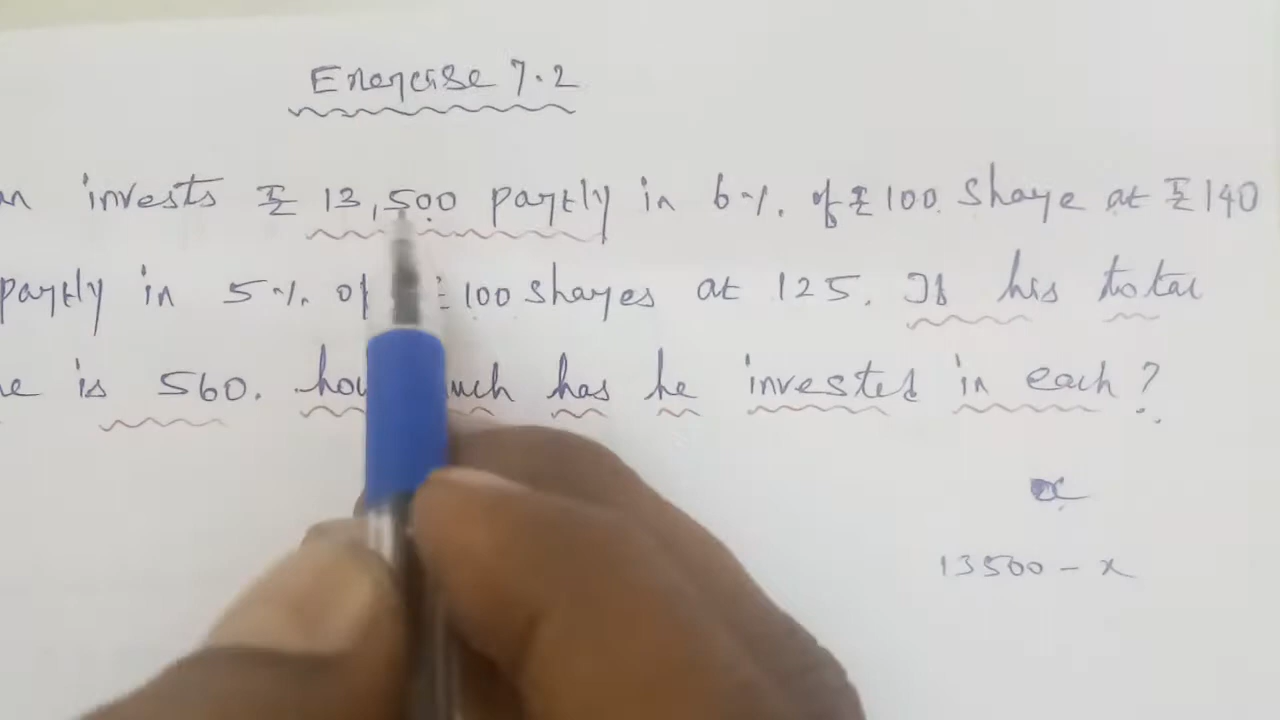 Exercise 7.2
an invests ₹ 13,500 partly in 6%. of ₹ 100 Share at ₹ 140
partly in 5%. of 100 Shares at 125. If his total
is 560. how much has he invested in each?
x
13500 - x